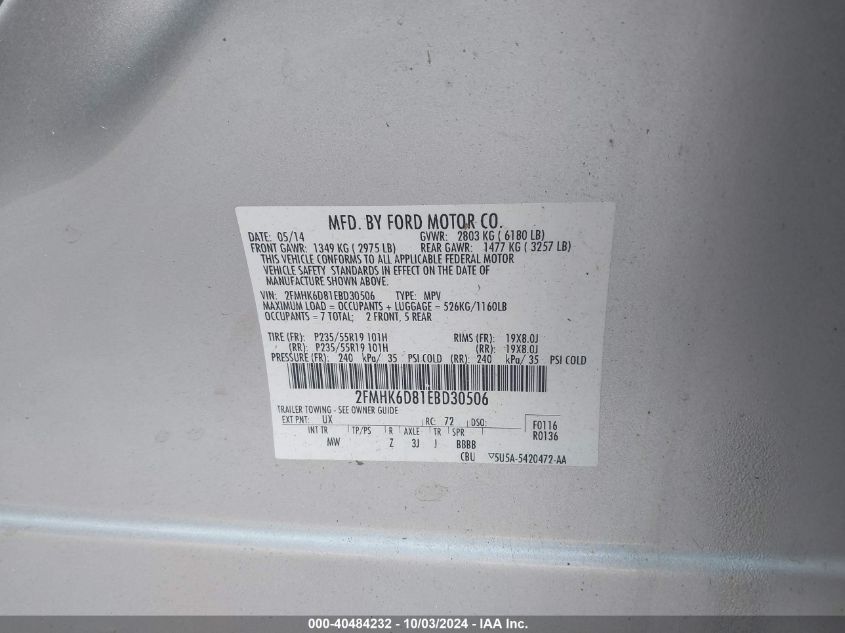 MFD. BY FORD MOTOR CO.
DATE: 05/14 GVWR: 2803 KG ( 6180 LB)
FRONT GAWR: 1349 KG ( 2975 LB) REAR GAWR: 1477 KG ( 3257 LB)
THIS VEHICLE CONFORMS TO ALL APPLICABLE FEDERAL MOTOR
VEHICLE SAFETY STANDARDS IN EFFECT ON THE DATE OF
MANUFACTURE SHOWN ABOVE.
VIN: 2FMHK6D81EBD30506 TYPE: MPV
MAXIMUM LOAD = OCCUPANTS + LUGGAGE = 526KG/1160LB
OCCUPANTS = 7 TOTAL; 2 FRONT, 5 REAR
TIRE (FR): P235/55R19 101H RIMS (FR): 19X8.0J
(RR): P235/55R19 101H (RR): 19X8.0J
PRESSURE (FR): 240 kPa/ 35 PSI COLD (RR): 240 kPa/ 35 PSI COLD
2FMHK6D81EBD30506
TRAILER TOWING - SEE OWNER GUIDE
EXT PNT: UX RC: 72 DSO: F0116
INT TR TP/PS R AXLE TR SPR R0136
MW Z 3J J BBBB
CBU ▽5U5A-5420472-AA
000-40484232 - 10/03/2024 - IAA Inc.